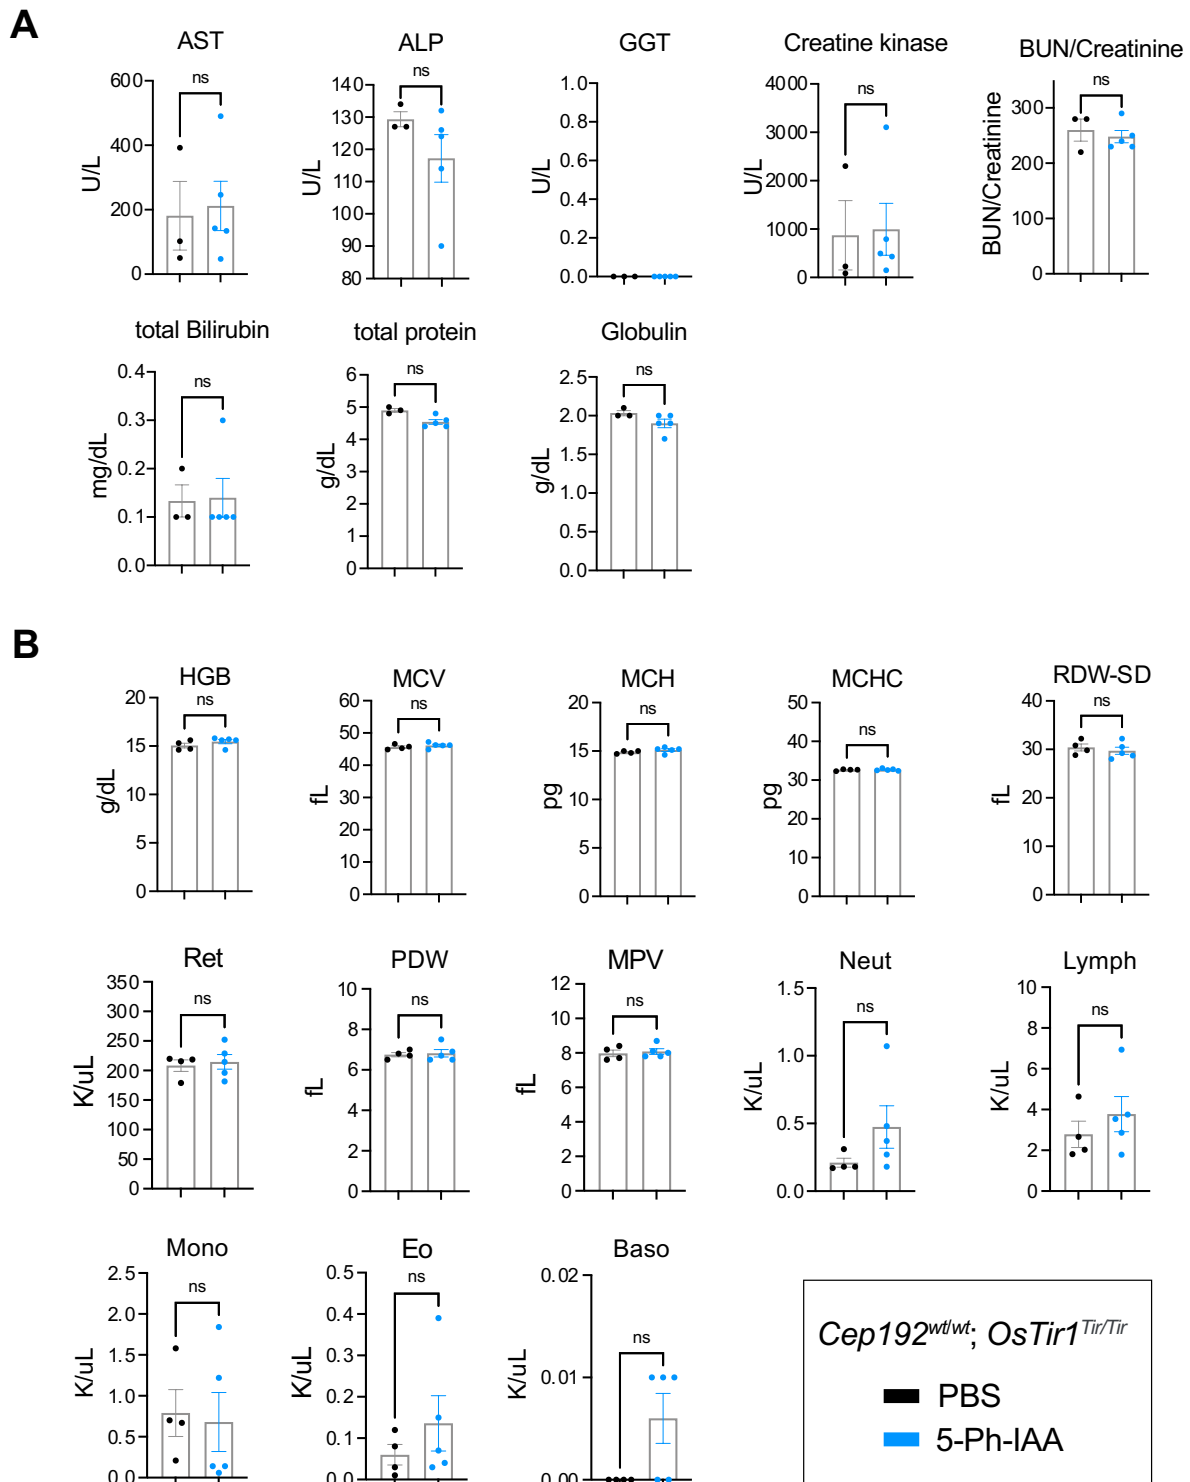 A
AST
600
400
200
0
U/L
ns
ALP
140
130
120
110
100
90
80
U/L
ns
GGT
1.0
0.8
0.6
0.4
0.2
0.0
U/L
Creatine kinase
4000
3000
2000
1000
0
U/L
ns
BUN/Creatinine
300
200
100
0
BUN/Creatinine
ns
total Bilirubin
0.4
0.3
0.2
0.1
0.0
mg/dL
ns
total protein
6
5
4
3
2
1
0
g/dL
ns
Globulin
2.5
2.0
1.5
1.0
0.5
0.0
g/dL
ns
B
HGB
20
15
10
5
0
g/dL
ns
MCV
60
50
40
30
20
10
0
fL
ns
MCH
20
15
10
5
0
pg
ns
MCHC
50
40
30
20
10
0
pg
ns
RDW-SD
40
30
20
10
0
fL
ns
Ret
350
300
250
200
150
100
50
0
K/uL
ns
PDW
10
8
6
4
2
0
fL
ns
MPV
12
10
8
6
4
2
0
fL
ns
Neut
1.5
1.0
0.5
0.0
K/uL
ns
Lymph
10
8
6
4
2
0
K/uL
ns
Mono
2.5
2.0
1.5
1.0
0.5
0.0
K/uL
ns
Eo
0.5
0.4
0.3
0.2
0.1
0.0
K/uL
ns
Baso
0.02
0.01
0.00
K/uL
ns
Cep192wt/wt; OsTir1Tir/Tir
PBS
5-Ph-IAA